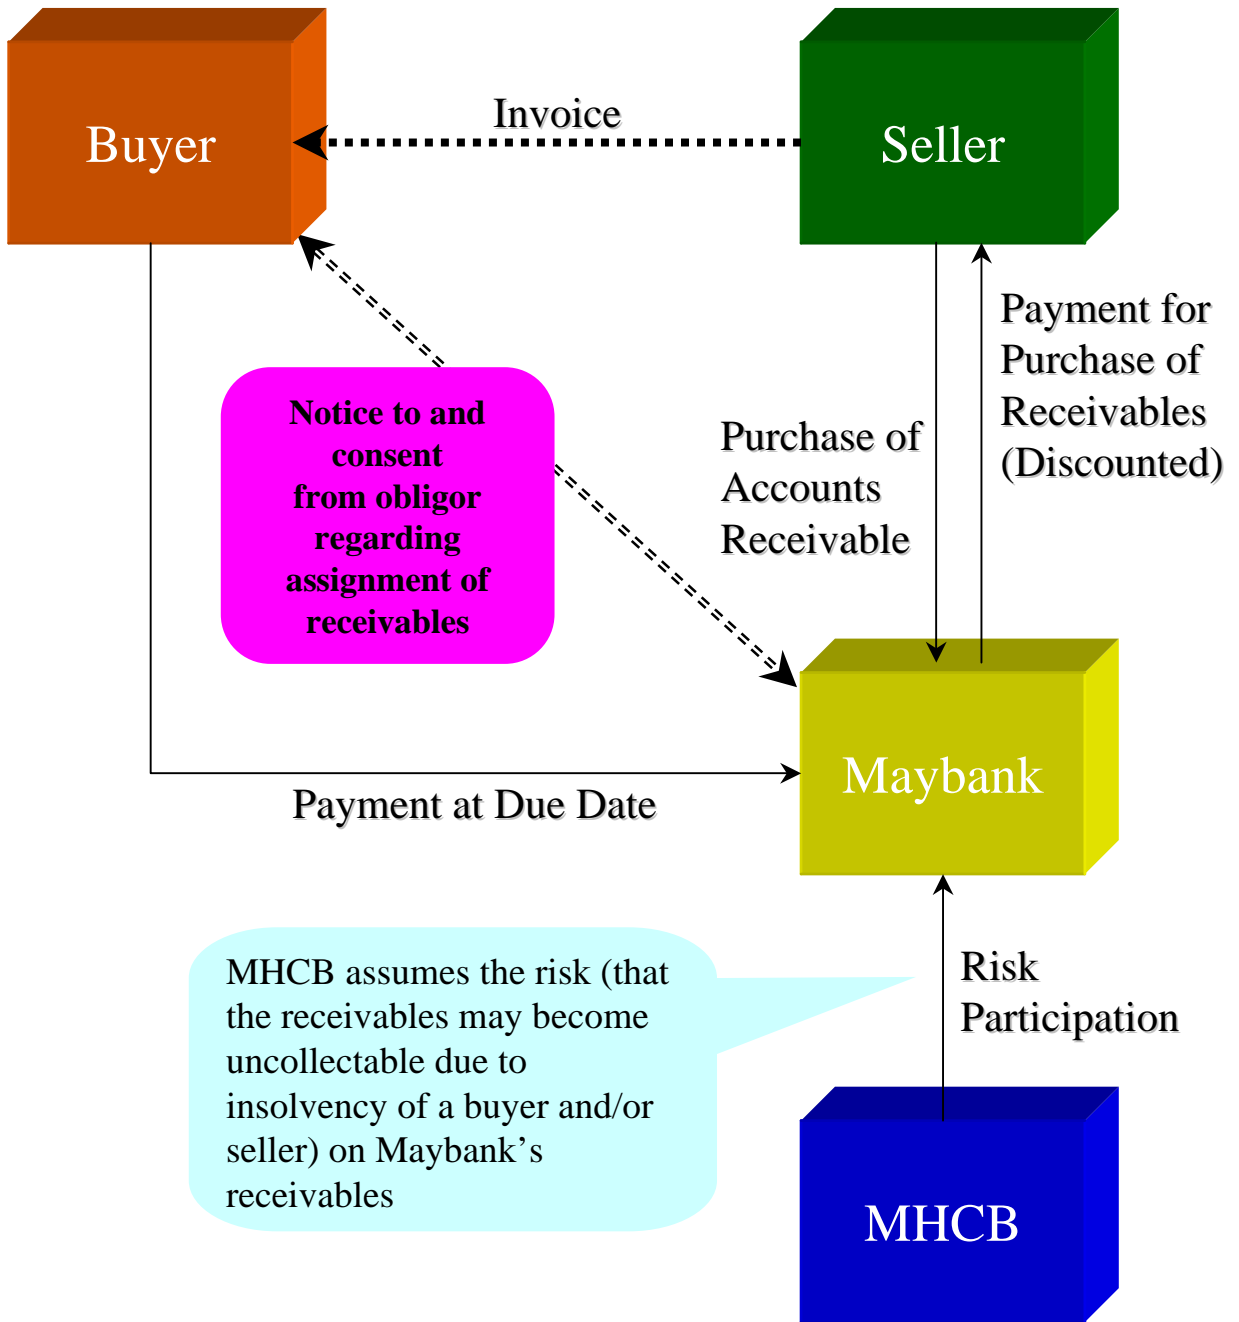 Buyer
Invoice
Seller
Payment for
Purchase of
Receivables
(Discounted)
Purchase of
Accounts
Receivable
Notice to and
consent
from obligor
regarding
assignment of
receivables
Maybank
Payment at Due Date
MHCB assumes the risk (that
the receivables may become
uncollectable due to
insolvency of a buyer and/or
seller) on Maybank’s
receivables
Risk
Participation
MHCB